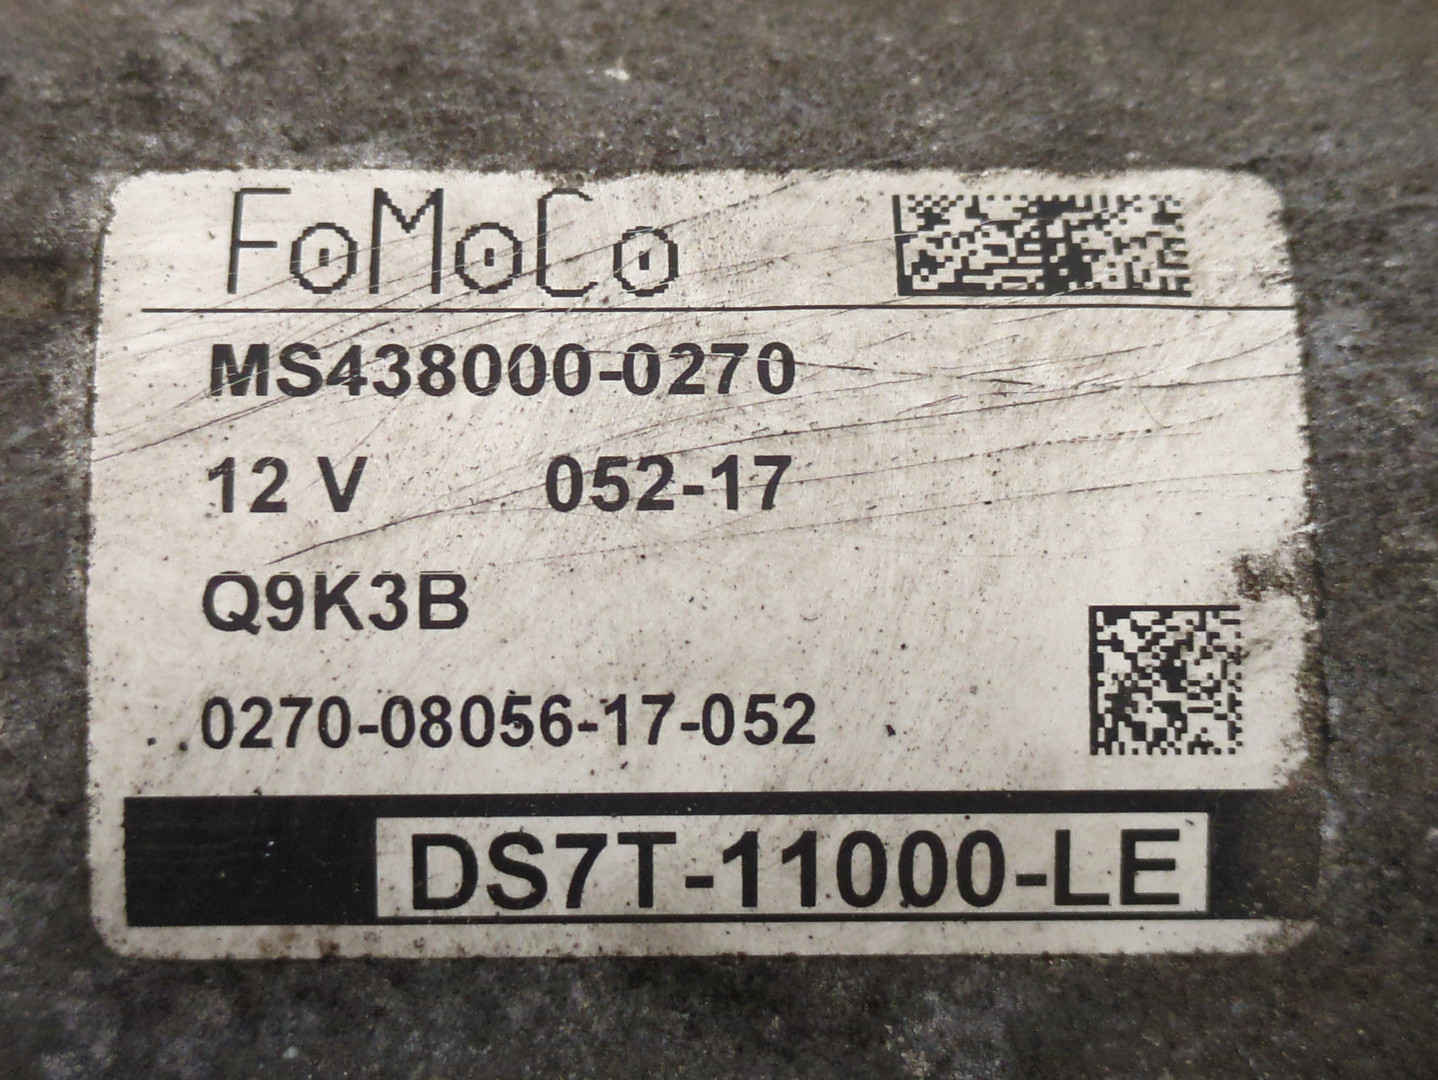 FoMoCo
MS438000-0270
12 V 052-17
Q9K3B
0270-08056-17-052
DS7T-11000-LE